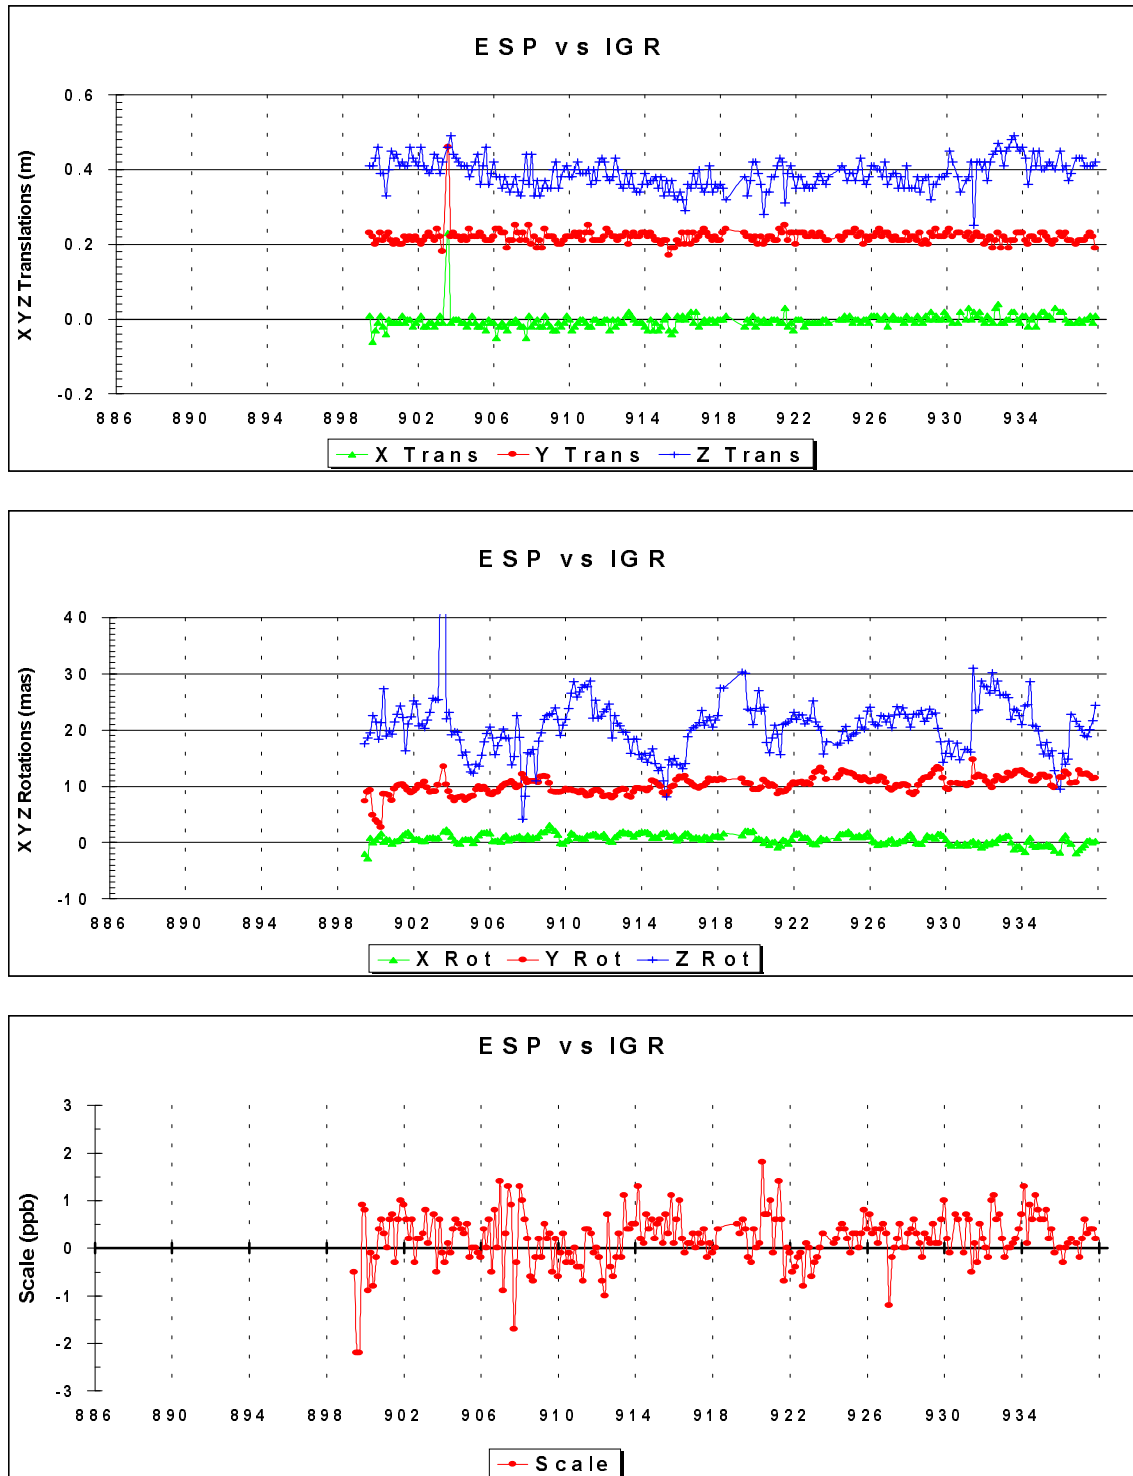 ESP vs IGR
0.6
0.4
0.2
0.0
-0.2
X Y Z Translations (m)
886 890 894 898 902 906 910 914 918 922 926 930 934
X Trans Y Trans Z Trans
ESP vs IGR
40
30
20
10
0
-10
X Y Z Rotations (mas)
886 890 894 898 902 906 910 914 918 922 926 930 934
X Rot Y Rot Z Rot
ESP vs IGR
3
2
1
0
-1
-2
-3
Scale (ppb)
886 890 894 898 902 906 910 914 918 922 926 930 934
Scale